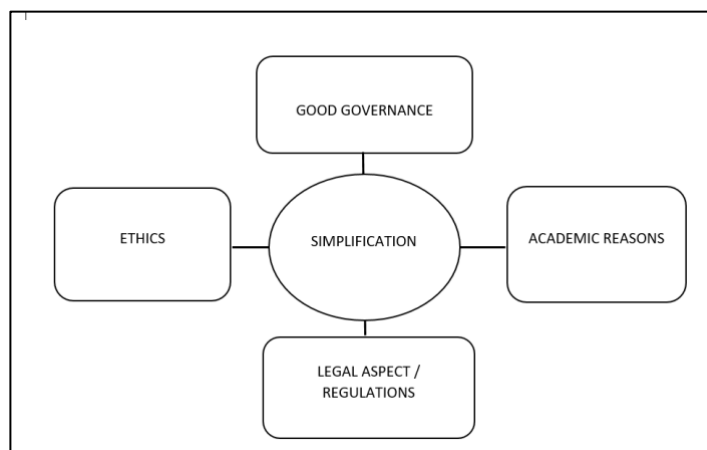 GOOD GOVERNANCE
ETHICS
SIMPLIFICATION
ACADEMIC REASONS
LEGAL ASPECT /
REGULATIONS